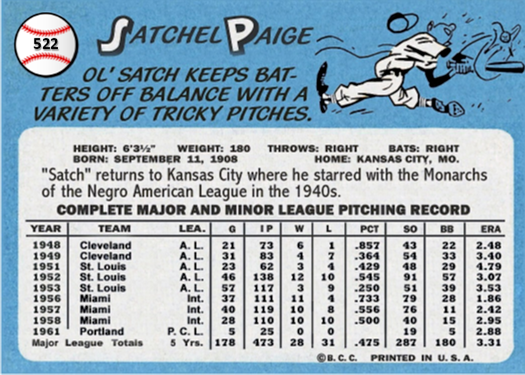 522
SATCHEL PAIGE
OL' SATCH KEEPS BAT-
TERS OFF BALANCE WITH A
VARIETY OF TRICKY PITCHES.
HEIGHT: 6'3½" WEIGHT: 180 THROWS: RIGHT BATS: RIGHT
BORN: SEPTEMBER 11, 1908 HOME: KANSAS CITY, MO.
"Satch" returns to Kansas City where he starred with the Monarchs
of the Negro American League in the 1940s.
COMPLETE MAJOR AND MINOR LEAGUE PITCHING RECORD
YEAR TEAM LEA. G IP W L PCT SO BB ERA
1948 Cleveland A. L. 21 73 6 1 .857 43 22 2.48
1949 Cleveland A. L. 31 83 4 7 .364 54 33 3.40
1951 St. Louis A. L. 23 62 3 4 .429 48 29 4.79
1952 St. Louis A. L. 46 138 12 10 .545 91 57 3.07
1953 St. Louis A. L. 57 117 3 9 .250 51 39 3.53
1956 Miami Int. 37 111 11 4 .733 79 28 1.86
1957 Miami Int. 40 119 10 8 .556 76 11 2.42
1958 Miami Int. 28 110 10 10 .500 40 15 2.95
1961 Portland P. C. L. 5 25 0 0 19 5 2.88
Major League Totals 5 Yrs. 178 473 28 31 .475 287 180 3.31
©B. C. C. PRINTED IN U. S. A.